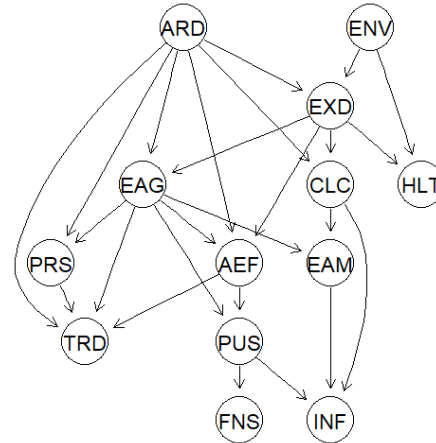 ARD ENV
EXD
EAG CLC HLT
PRS AEF EAM
TRD PUS
FNS INF